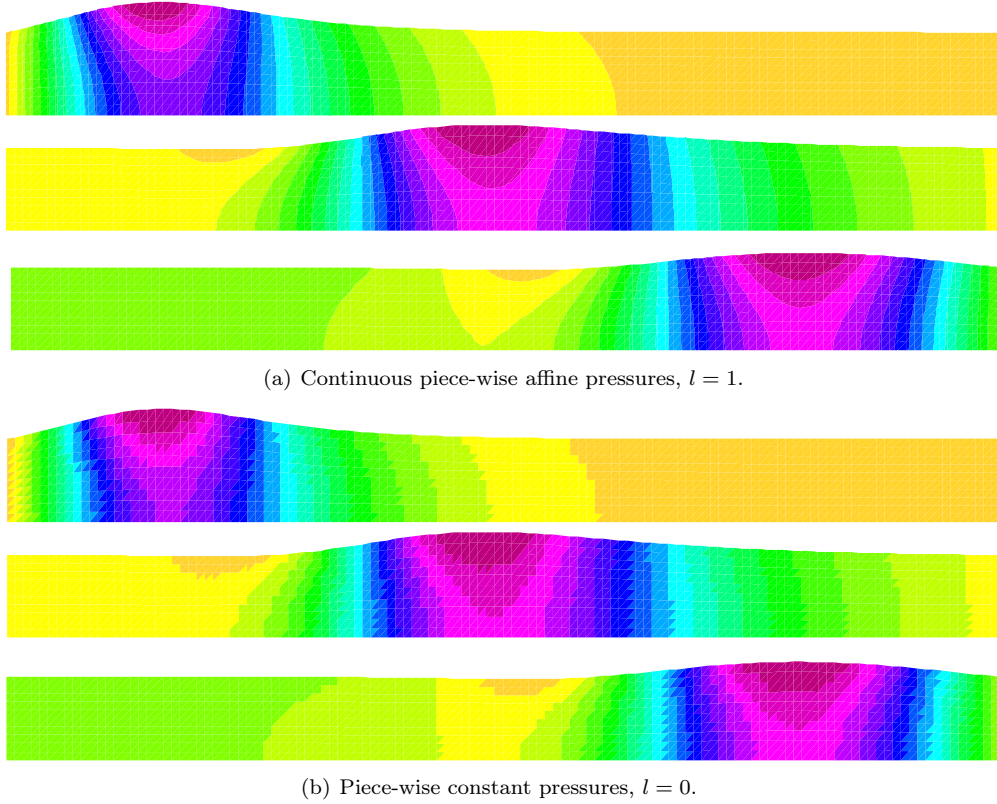 (a) Continuous piece-wise affine pressures, l = 1.
(b) Piece-wise constant pressures, l = 0.